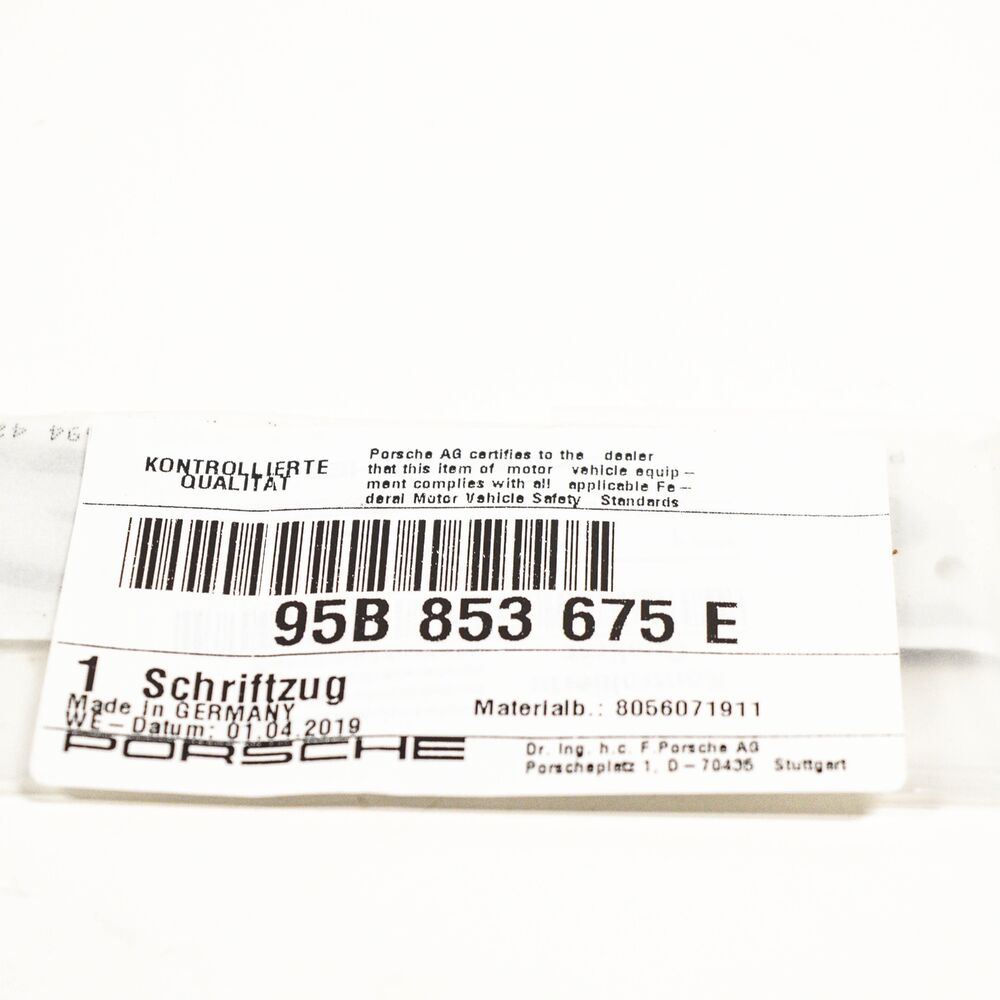 KONTROLLIERTE
QUALITÄT
Porsche AG certifies to the dealer
that this item of motor vehicle equip-
ment complies with all applicable Fe-
deral Motor Vehicle Safety Standards
95B 853 675 E
1 Schriftzug
Made in GERMANY
WE-Datum: 01.04.2019
Materialb.: 8056071911
PORSCHE
Dr. Ing. h.c. F.Porsche AG
Porscheplatz 1, D-70435 Stuttgart